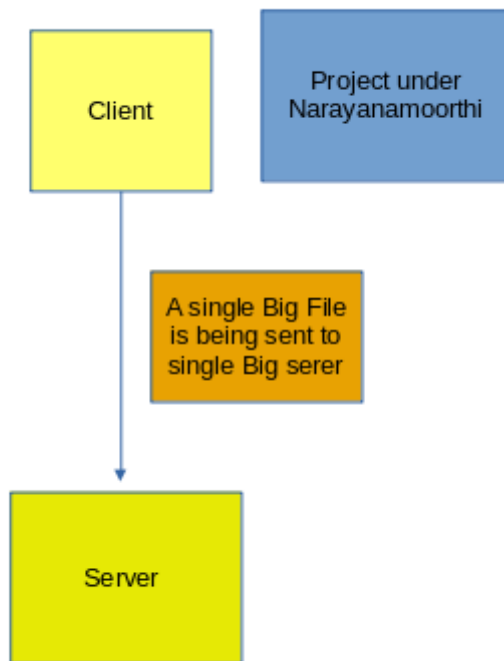 Client
Project under
Narayanamoorthi
A single Big File
is being sent to
single Big serer
Server